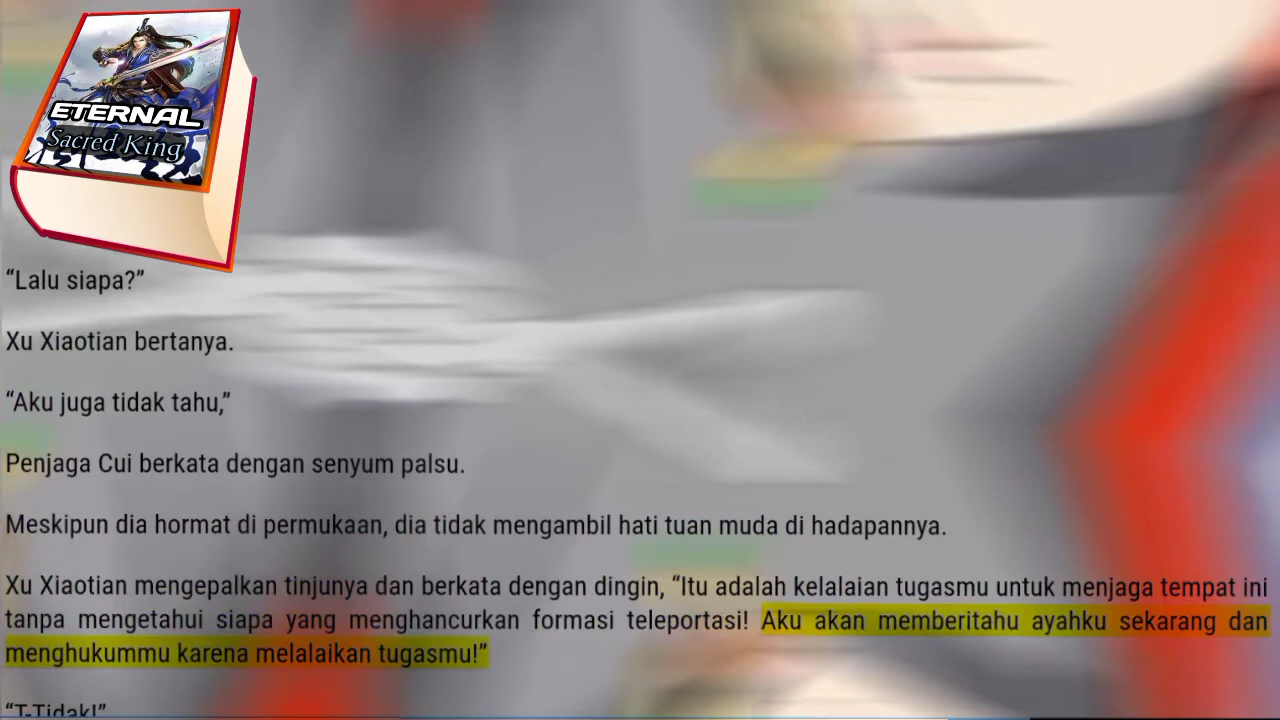 ETERNAL
Sacred King
“Lalu siapa?”
Xu Xiaotian bertanya.
“Aku juga tidak tahu,”
Penjaga Cui berkata dengan senyum palsu.
Meskipun dia hormat di permukaan, dia tidak mengambil hati tuan muda di hadapannya.
Xu Xiaotian mengepalkan tinjunya dan berkata dengan dingin, “Itu adalah kelalaian tugasmu untuk menjaga tempat ini
tanpa mengetahui siapa yang menghancurkan formasi teleportasi! Aku akan memberitahu ayahku sekarang dan
menghukummu karena melalaikan tugasmu!”
“T-Tidak!”